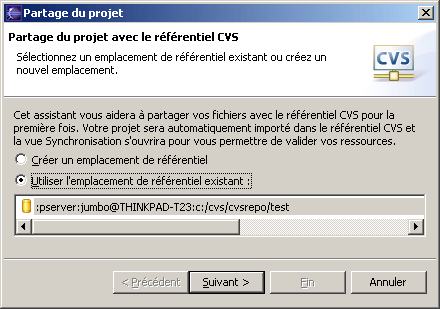 Partage du projet
Partage du projet avec le référentiel CVS
Sélectionnez un emplacement de référentiel existant ou créez un
nouvel emplacement.
CVS
Cet assistant vous aidera à partager vos fichiers avec le référentiel CVS pour la
première fois. Votre projet sera automatiquement importé dans le référentiel CVS et
la vue Synchronisation s'ouvrira pour vous permettre de valider vos ressources.
Créer un emplacement de référentiel
Utiliser l'emplacement de référentiel existant :
:pserver:jumbo@THINKPAD-T23:c:/cvs/cvsrepo/test
< Précédent
Suivant >
Fin
Annuler